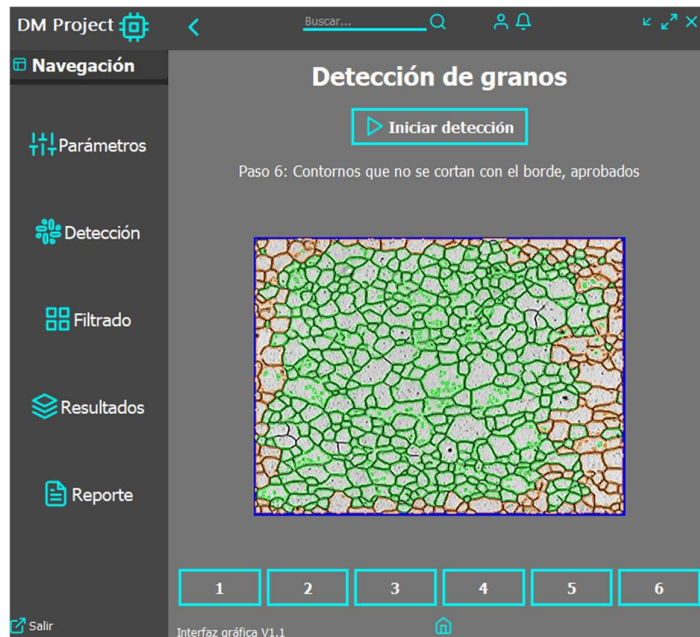 DM Project
Buscar...
Navegación
Detección de granos
Iniciar detección
Paso 6: Contornos que no se cortan con el borde, aprobados
Parámetros
Detección
Filtrado
Resultados
Reporte
1 2 3 4 5 6
Salir
Interfaz gráfica V1.1